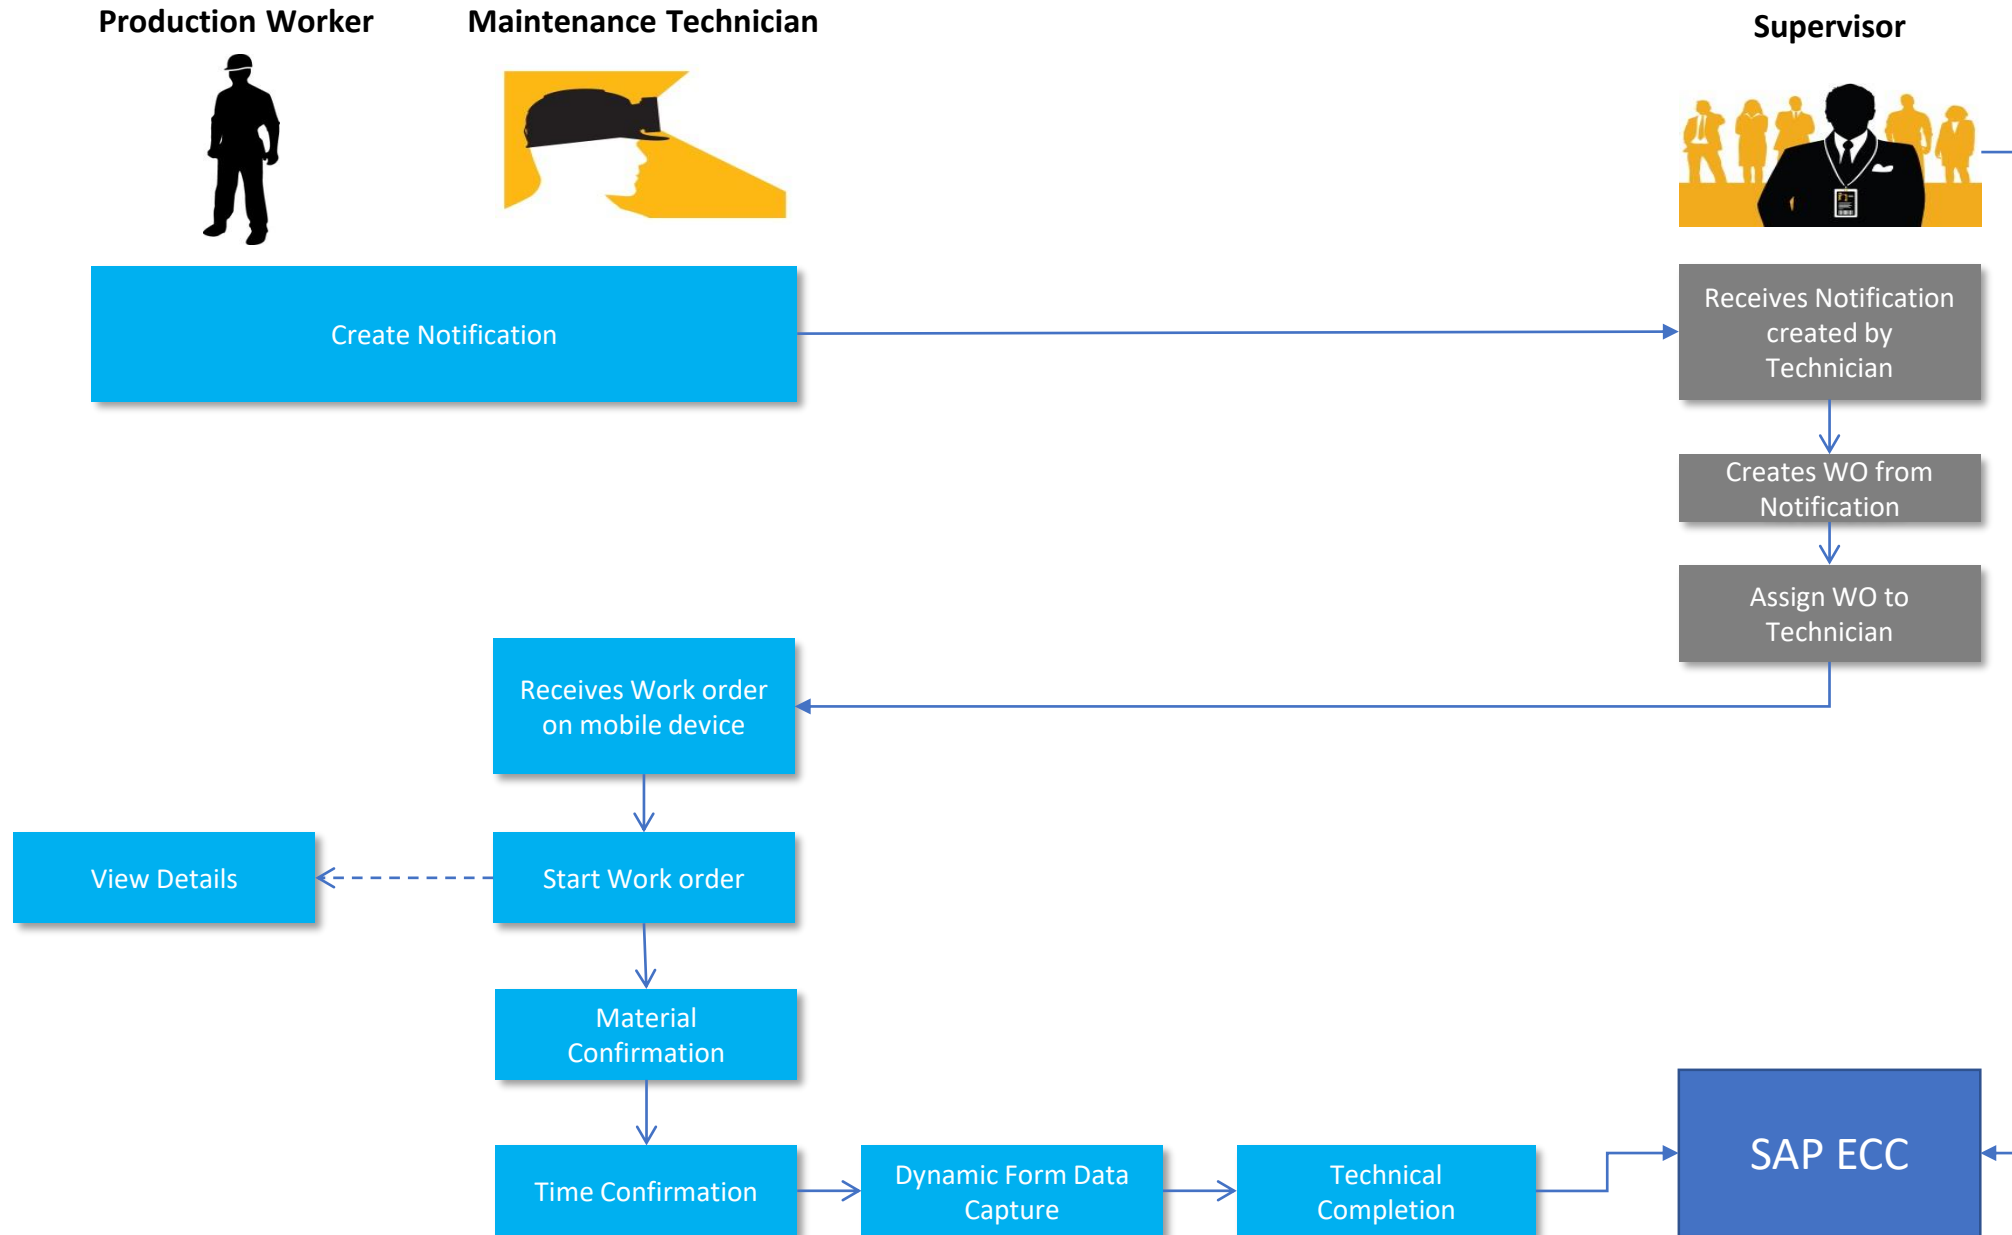 Production Worker
Maintenance Technician
Supervisor
Create Notification
Receives Notification
created by
Technician
Creates WO from
Notification
Assign WO to
Technician
Receives Work order
on mobile device
View Details
Start Work order
Material
Confirmation
Time Confirmation
Dynamic Form Data
Capture
Technical
Completion
SAP ECC